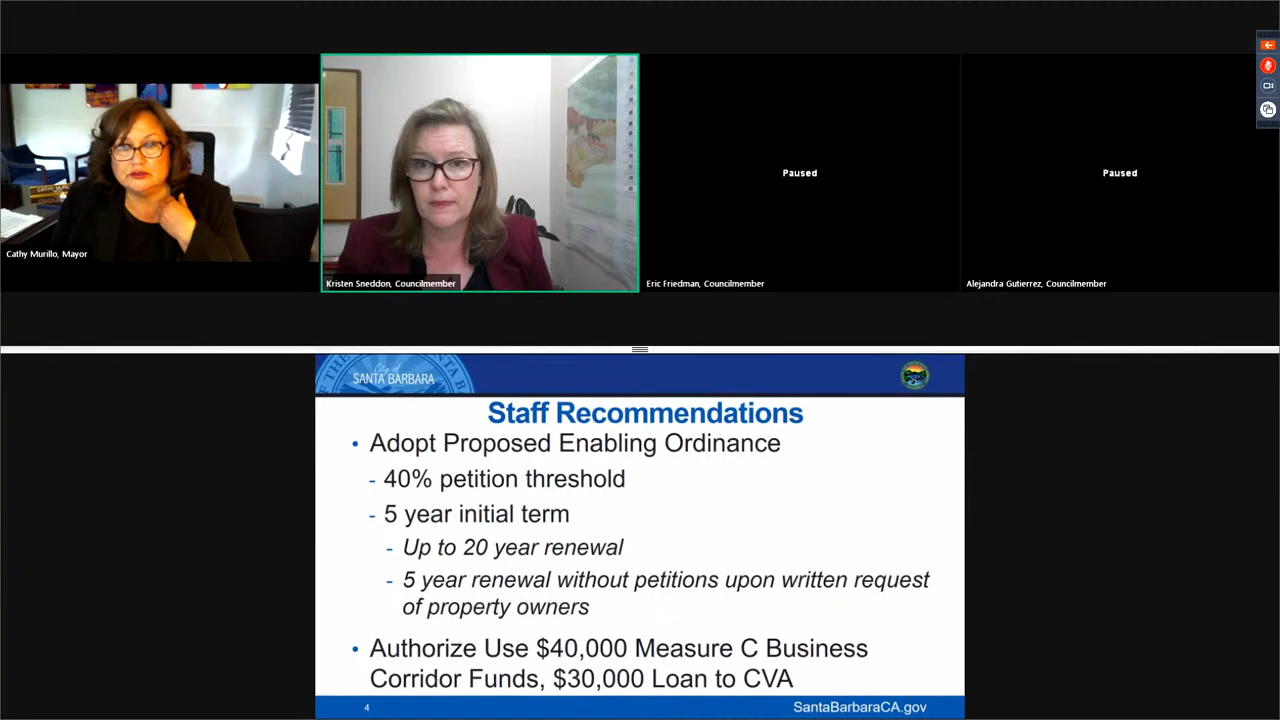 Paused
Paused
CATHY M
Cathy Murillo, Mayor
Kristen Sneddon, Councilmember
Eric Friedman, Councilmember
Alejandra Gutierrez, Councilmember
City of
SANTA BARBARA
Staff Recommendations
• Adopt Proposed Enabling Ordinance
- 40% petition threshold
- 5 year initial term
- Up to 20 year renewal
- 5 year renewal without petitions upon written request
of property owners
• Authorize Use $40,000 Measure C Business
Corridor Funds, $30,000 Loan to CVA
4
SantaBarbaraCA.gov